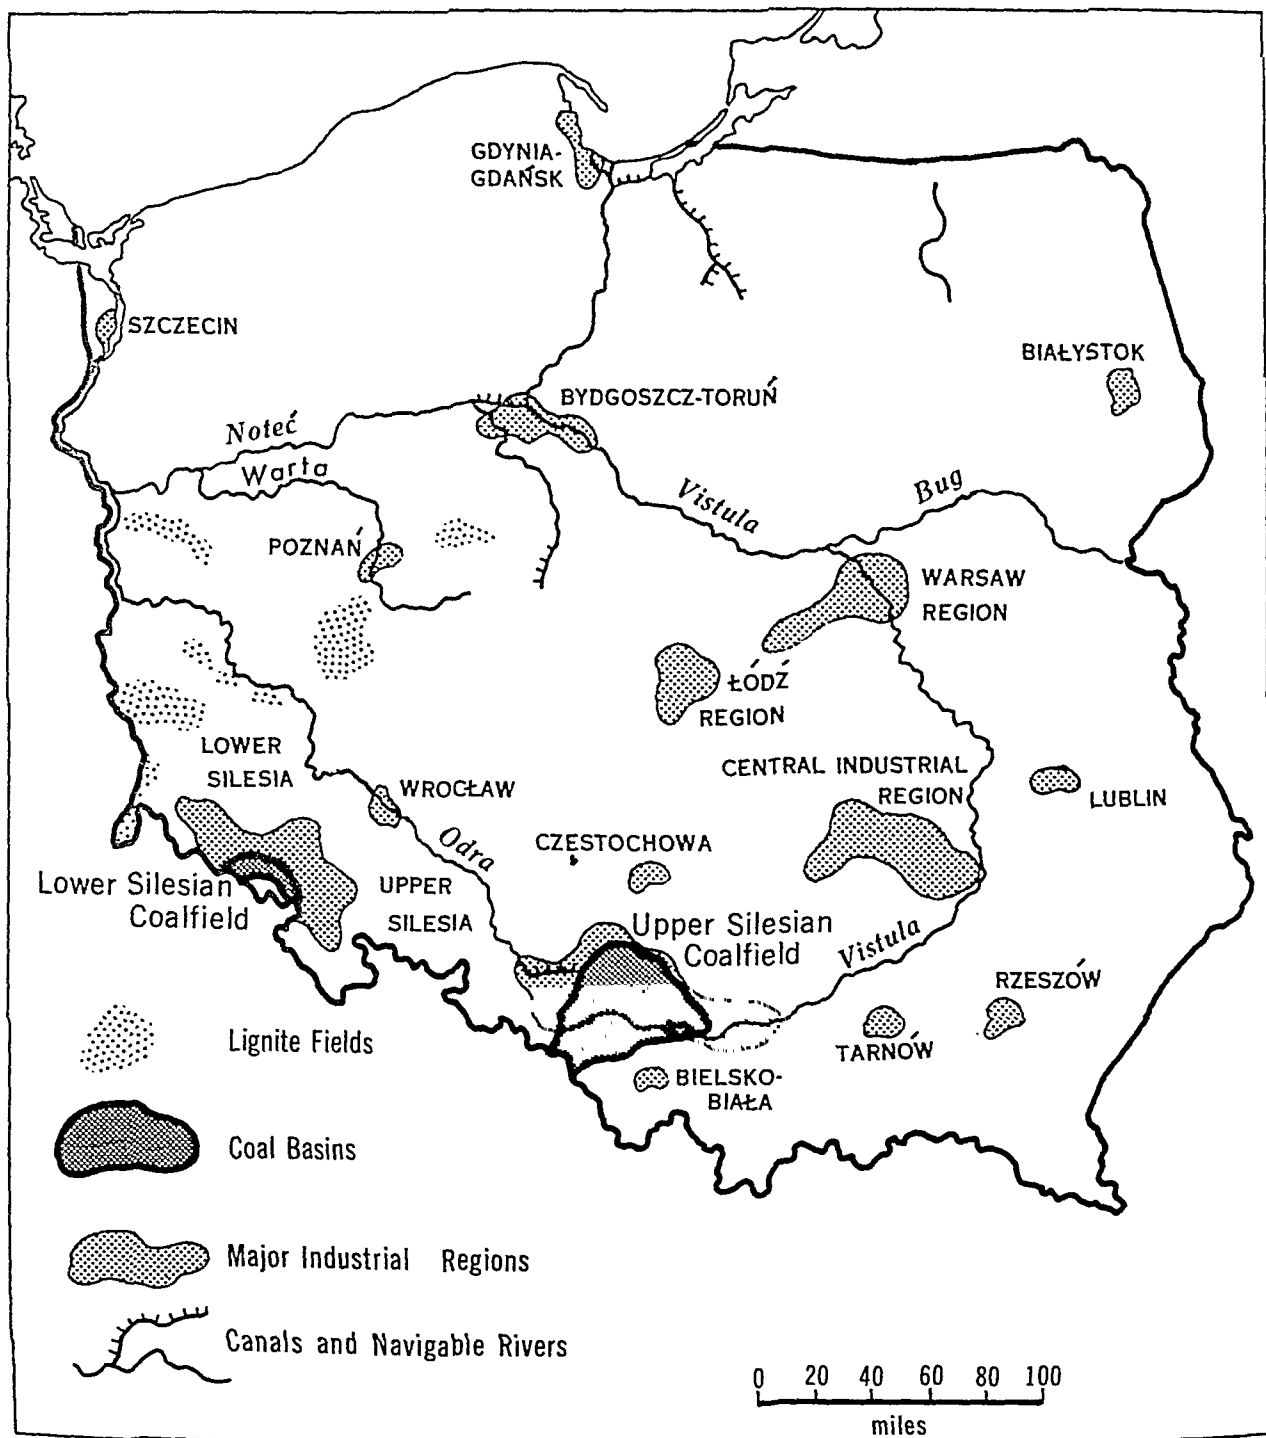 GDYNIA-
GDAŃSK
SZCZECIN
BIAŁYSTOK
BYDGOSZCZ-TORUŃ
Noteć
Warta
Vistula
Bug
POZNAŃ
WARSAW
REGION
ŁÓDŹ
REGION
LOWER
SILESIA
WROCŁAW
CENTRAL INDUSTRIAL
REGION
LUBLIN
Odra
CZĘSTOCHOWA
Lower Silesian
Coalfield
UPPER
SILESIA
Upper Silesian
Coalfield
Vistula
RZESZÓW
TARNÓW
BIELSKO-
BIAŁA
Lignite Fields
Coal Basins
Major Industrial Regions
Canals and Navigable Rivers
0 20 40 60 80 100
miles